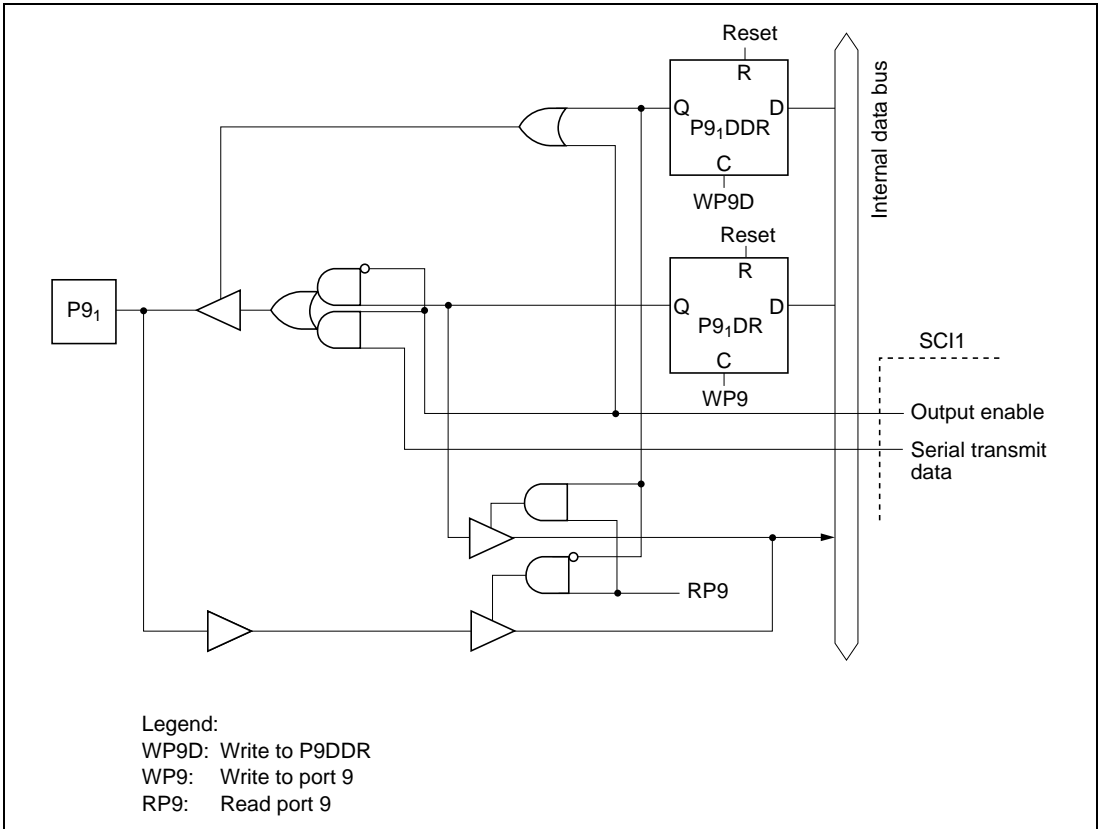 Reset
R
Q
D
P9₁DDR
C
WP9D
Internal data bus
Reset
R
Q
D
P9₁DR
C
WP9
P9₁
SCI1
Output enable
Serial transmit
data
RP9
Legend:
WP9D: Write to P9DDR
WP9: Write to port 9
RP9: Read port 9